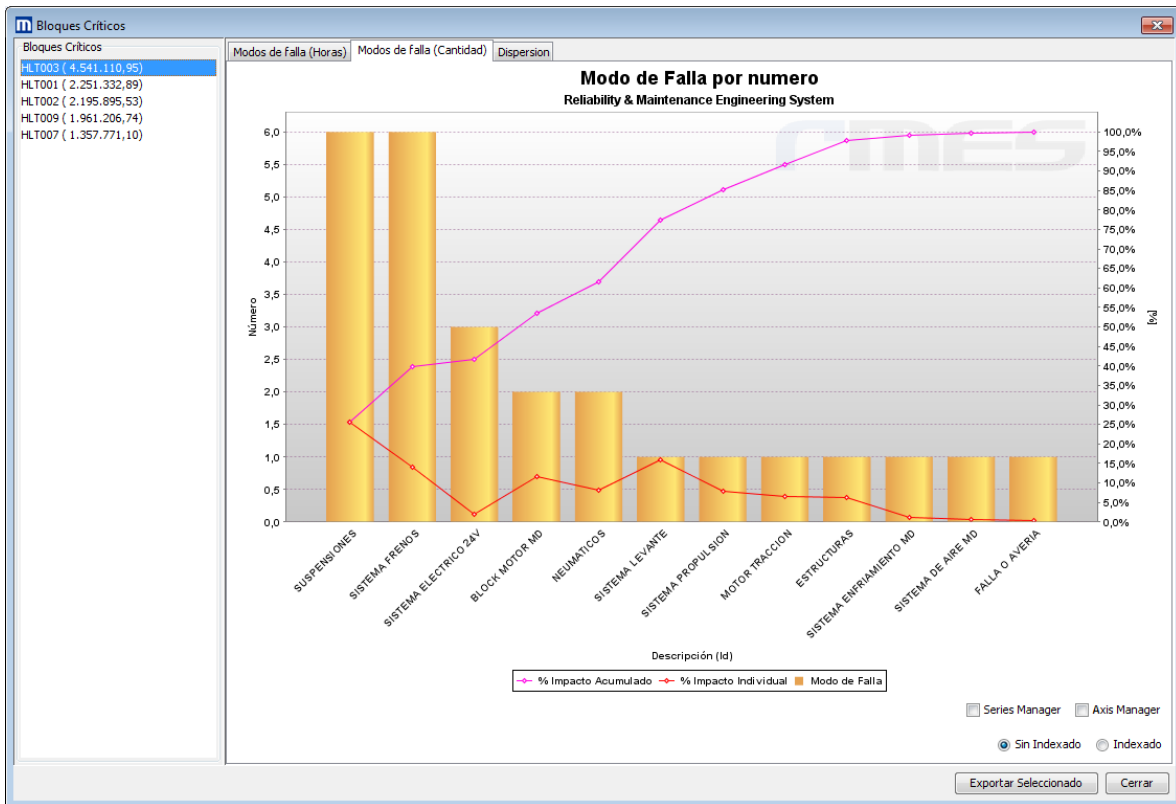 Bloques Críticos
Bloques Críticos
HLT003 ( 4.541.110,95)
HLT001 ( 2.251.332,89)
HLT002 ( 2.195.895,53)
HLT009 ( 1.961.206,74)
HLT007 ( 1.357.771,10)
Modos de falla (Horas) Modos de falla (Cantidad) Dispersion
Modo de Falla por numero
Reliability & Maintenance Engineering System
rmes
6,0
5,5
5,0
4,5
4,0
3,5
3,0
2,5
2,0
1,5
1,0
0,5
0,0
Número
100,0%
95,0%
90,0%
85,0%
80,0%
75,0%
70,0%
65,0%
60,0%
55,0%
50,0%
45,0%
40,0%
35,0%
30,0%
25,0%
20,0%
15,0%
10,0%
5,0%
0,0%
[%]
SUSPENSIONES
SISTEMA FRENOS
SISTEMA ELECTRICO 24V
BLOCK MOTOR MD
NEUMATICOS
SISTEMA LEVANTE
SISTEMA PROPULSION
MOTOR TRACCION
ESTRUCTURAS
SISTEMA ENFRIAMIENTO MD
SISTEMA DE AIRE MD
FALLA O AVERIA
Descripción (Id)
% Impacto Acumulado % Impacto Individual Modo de Falla
Series Manager Axis Manager
Sin Indexado Indexado
Exportar Seleccionado Cerrar